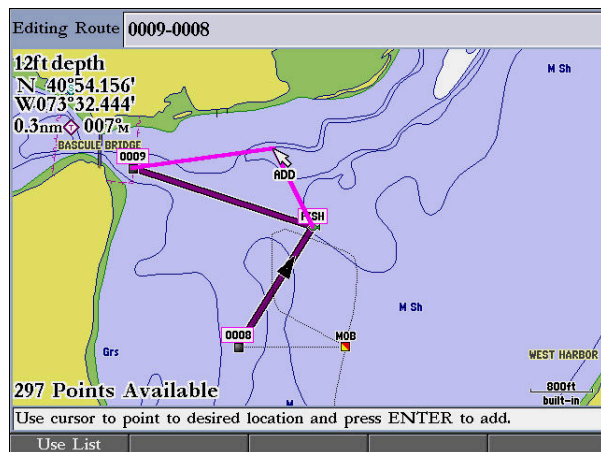 Editing Route 0009-0008
12ft depth
N 40°54.156'
W073°32.444'
0.3nm 007°M
M Sh
BASCULE BRIDGE
0009
ADD
FISH
M Sh
0008
MOB
Grs
WEST HARBOR
297 Points Available
M
800ft
built-in
Use cursor to point to desired location and press ENTER to add.
Use List